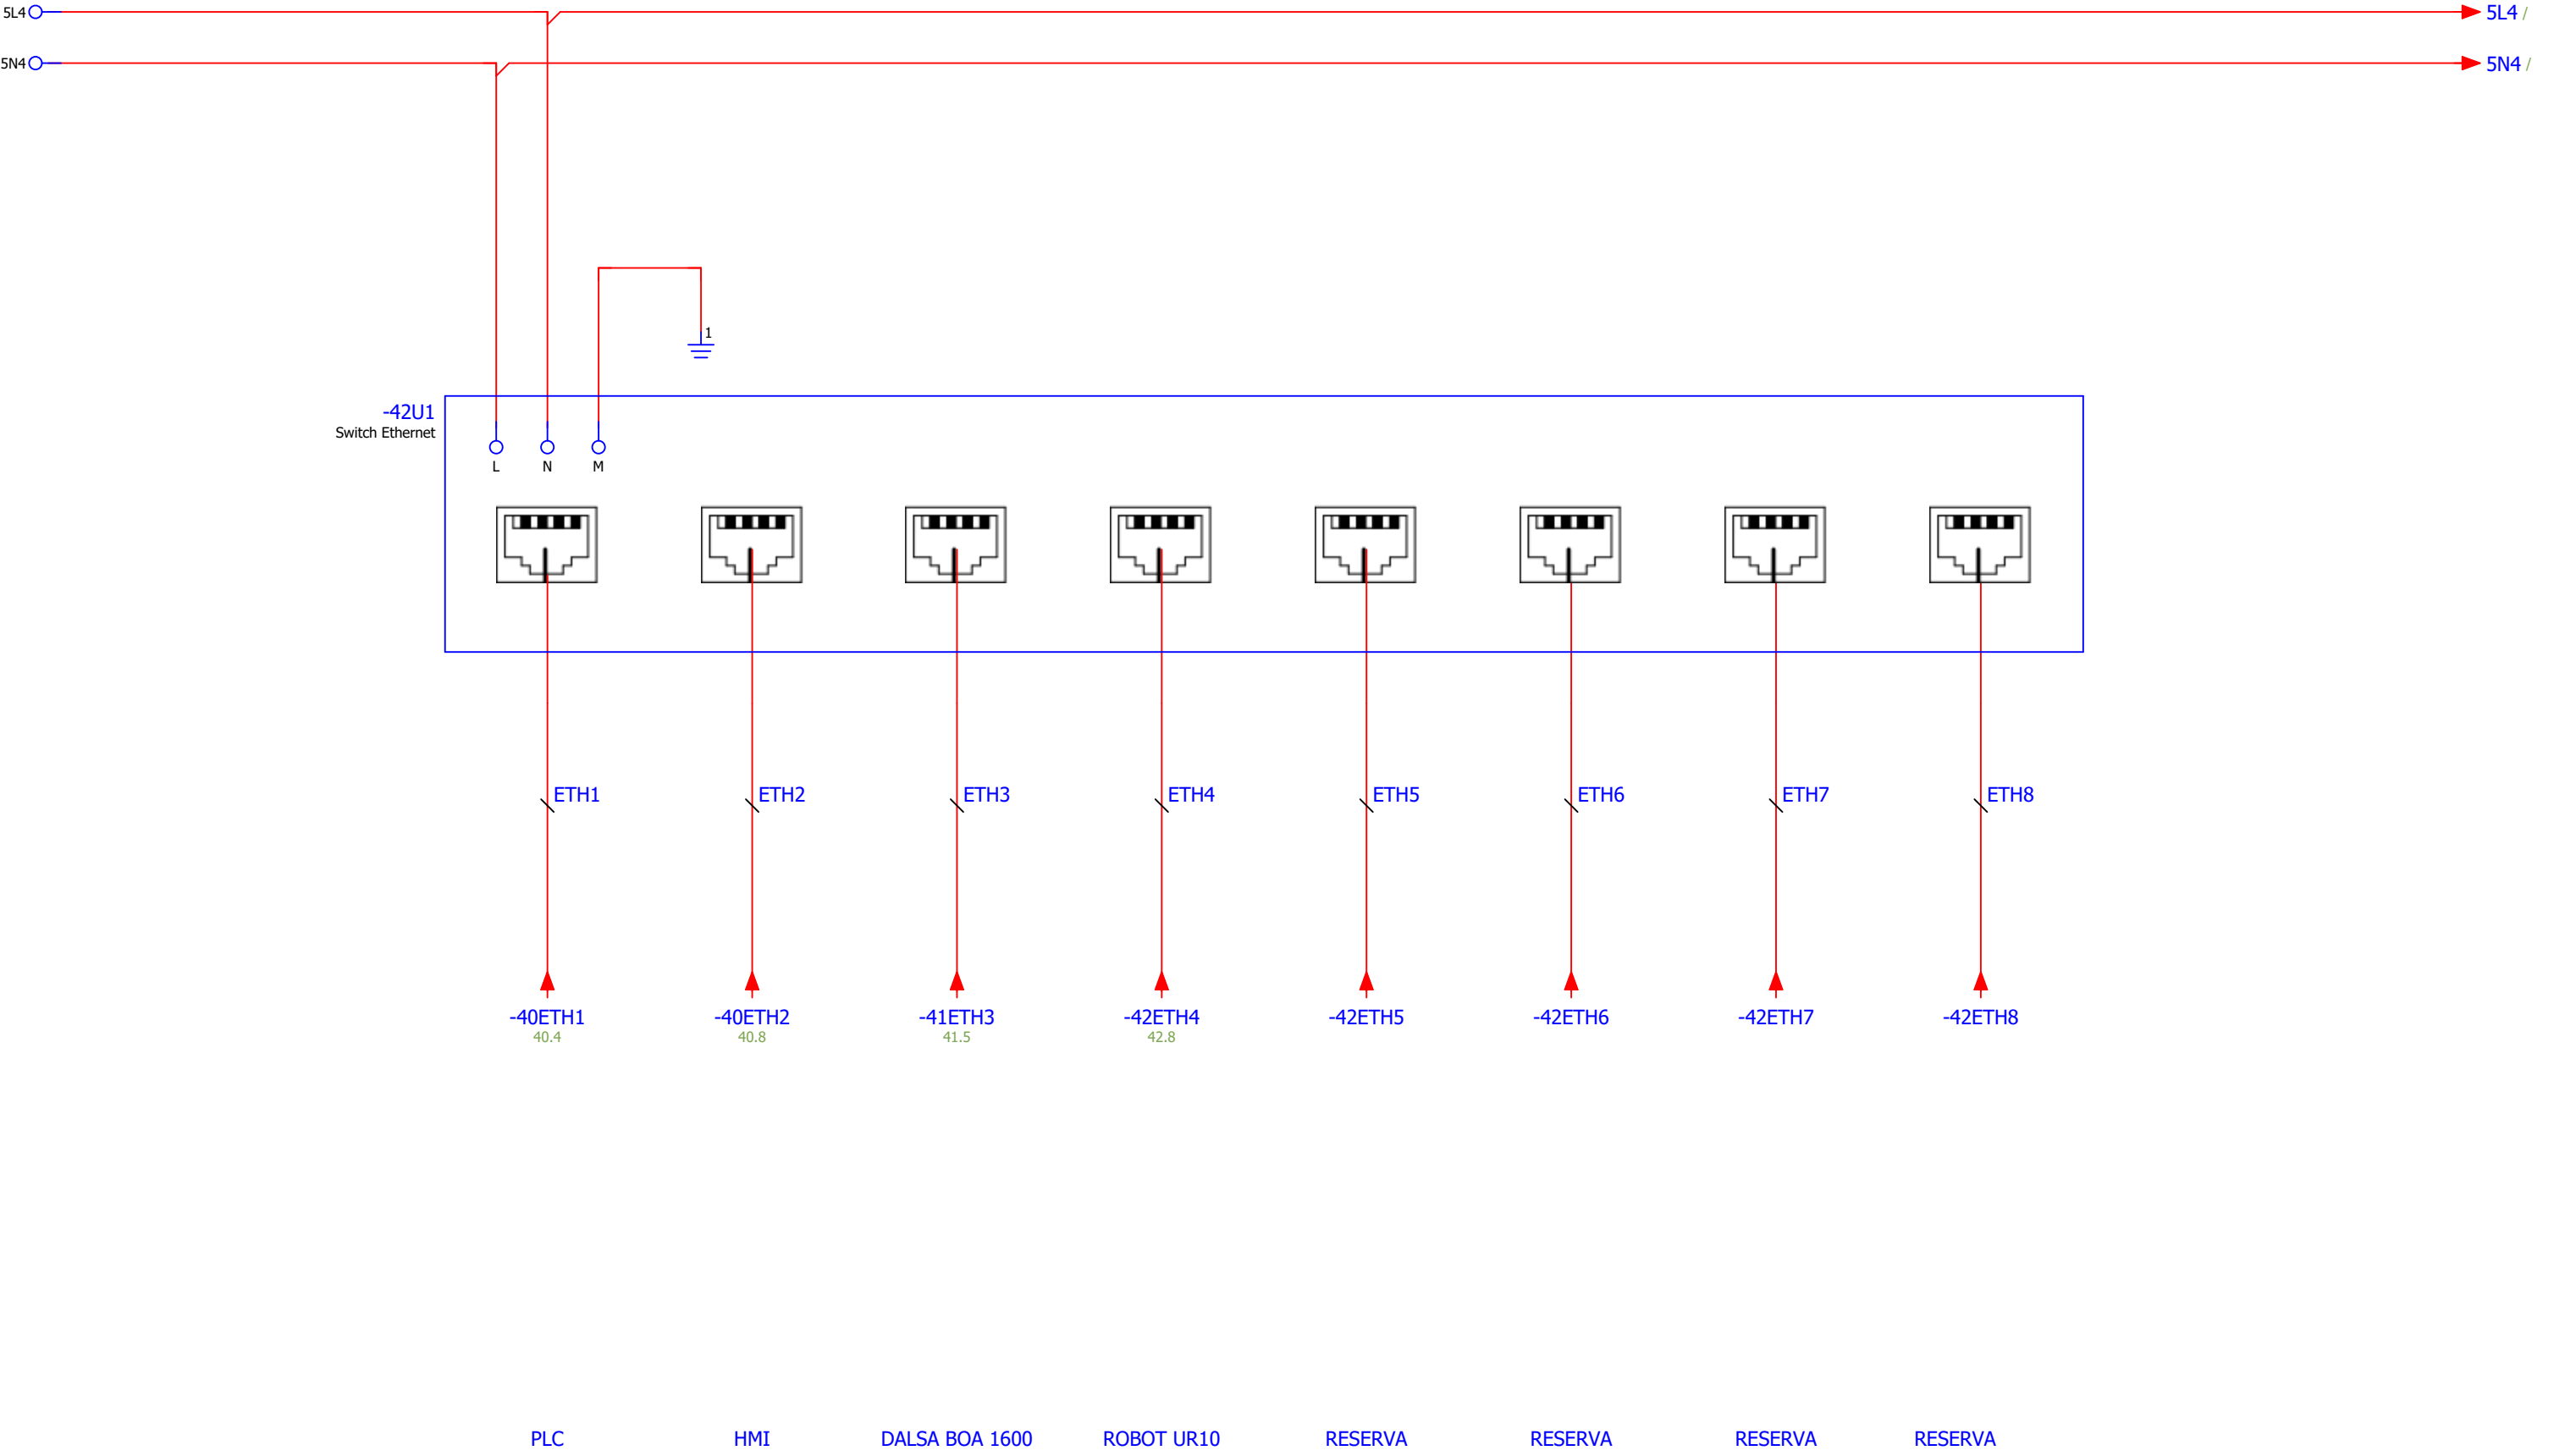 5L4 5L4 /
5N4 5N4 /
1
-42U1
Switch Ethernet
L N M
ETH1 ETH2 ETH3 ETH4 ETH5 ETH6 ETH7 ETH8
-40ETH1 -40ETH2 -41ETH3 -42ETH4 -42ETH5 -42ETH6 -42ETH7 -42ETH8
40.4 40.8 41.5 42.8
PLC HMI DALSA BOA 1600 ROBOT UR10 RESERVA RESERVA RESERVA RESERVA